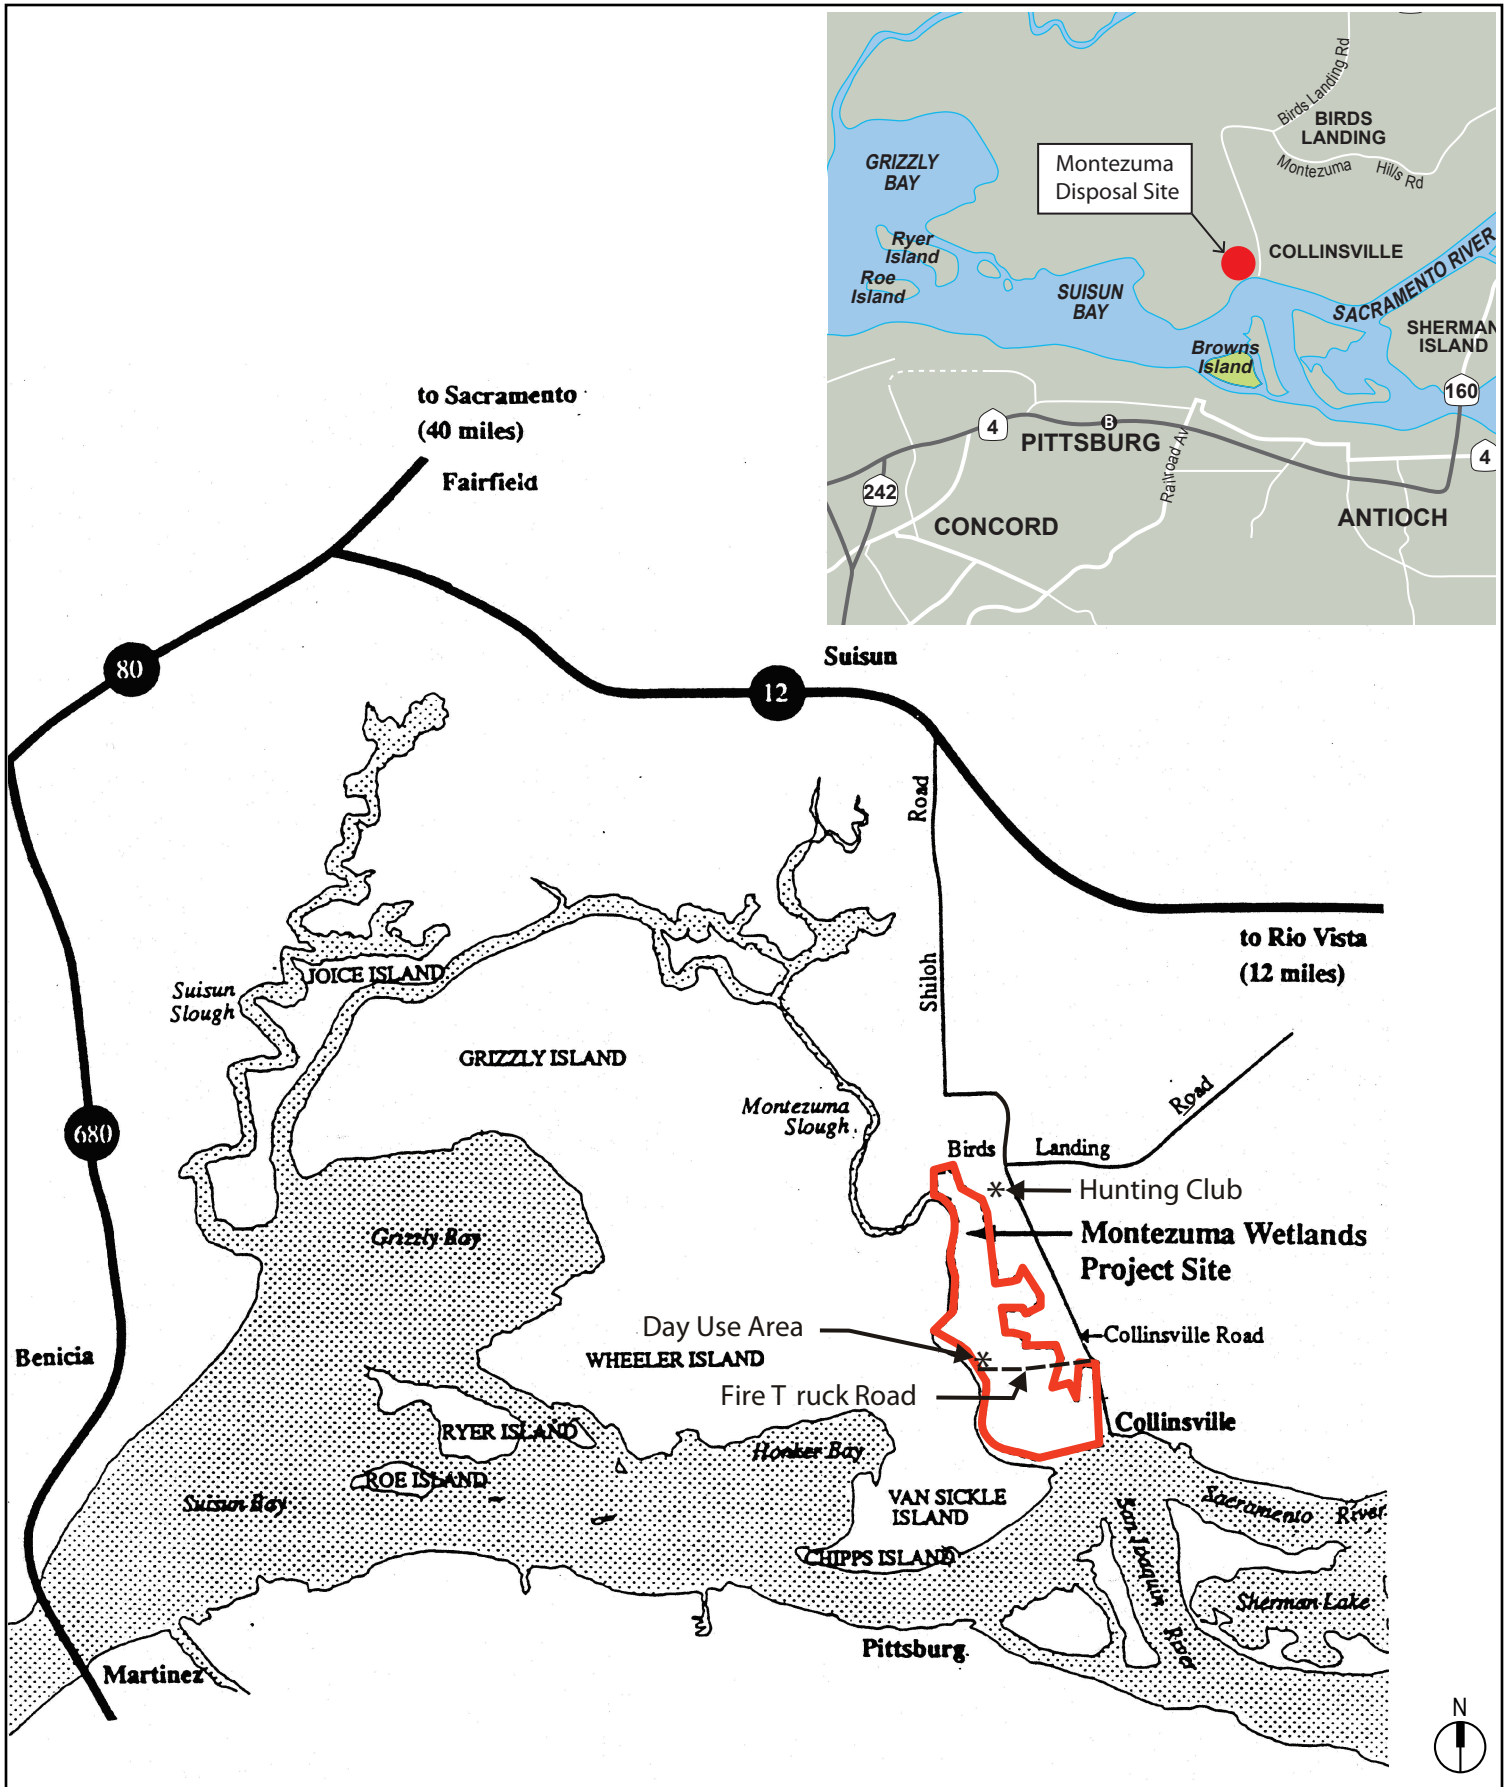 GRIZZLY
BAY
Ryer
Island
Roe
Island
SUISUN
BAY
Montezuma
Disposal Site
Birds Landing Rd
BIRDS
LANDING
Montezuma Hills Rd
COLLINSVILLE
SACRAMENTO RIVER
SHERMAN
ISLAND
Browns
Island
160
4
B
PITTSBURG
4
Railroad Av
242
CONCORD
ANTIOCH
to Sacramento
(40 miles)
Fairfield
80
Suisun
12
Road
to Rio Vista
(12 miles)
JOICE ISLAND
Suisun
Slough
Shiloh
GRIZZLY ISLAND
Montezuma
Slough
680
Birds Landing Road
* Hunting Club
Grizzly Bay
Montezuma Wetlands
Project Site
Day Use Area
*
Collinsville Road
Benicia
WHEELER ISLAND
Fire T ruck Road
RYER ISLAND
Collinsville
Honker Bay
ROE ISLAND
Suisun Bay
VAN SICKLE
ISLAND
Sacramento River
CHIPPS ISLAND
San Joaquin River
Sherman Lake
Pittsburg
Martinez
N